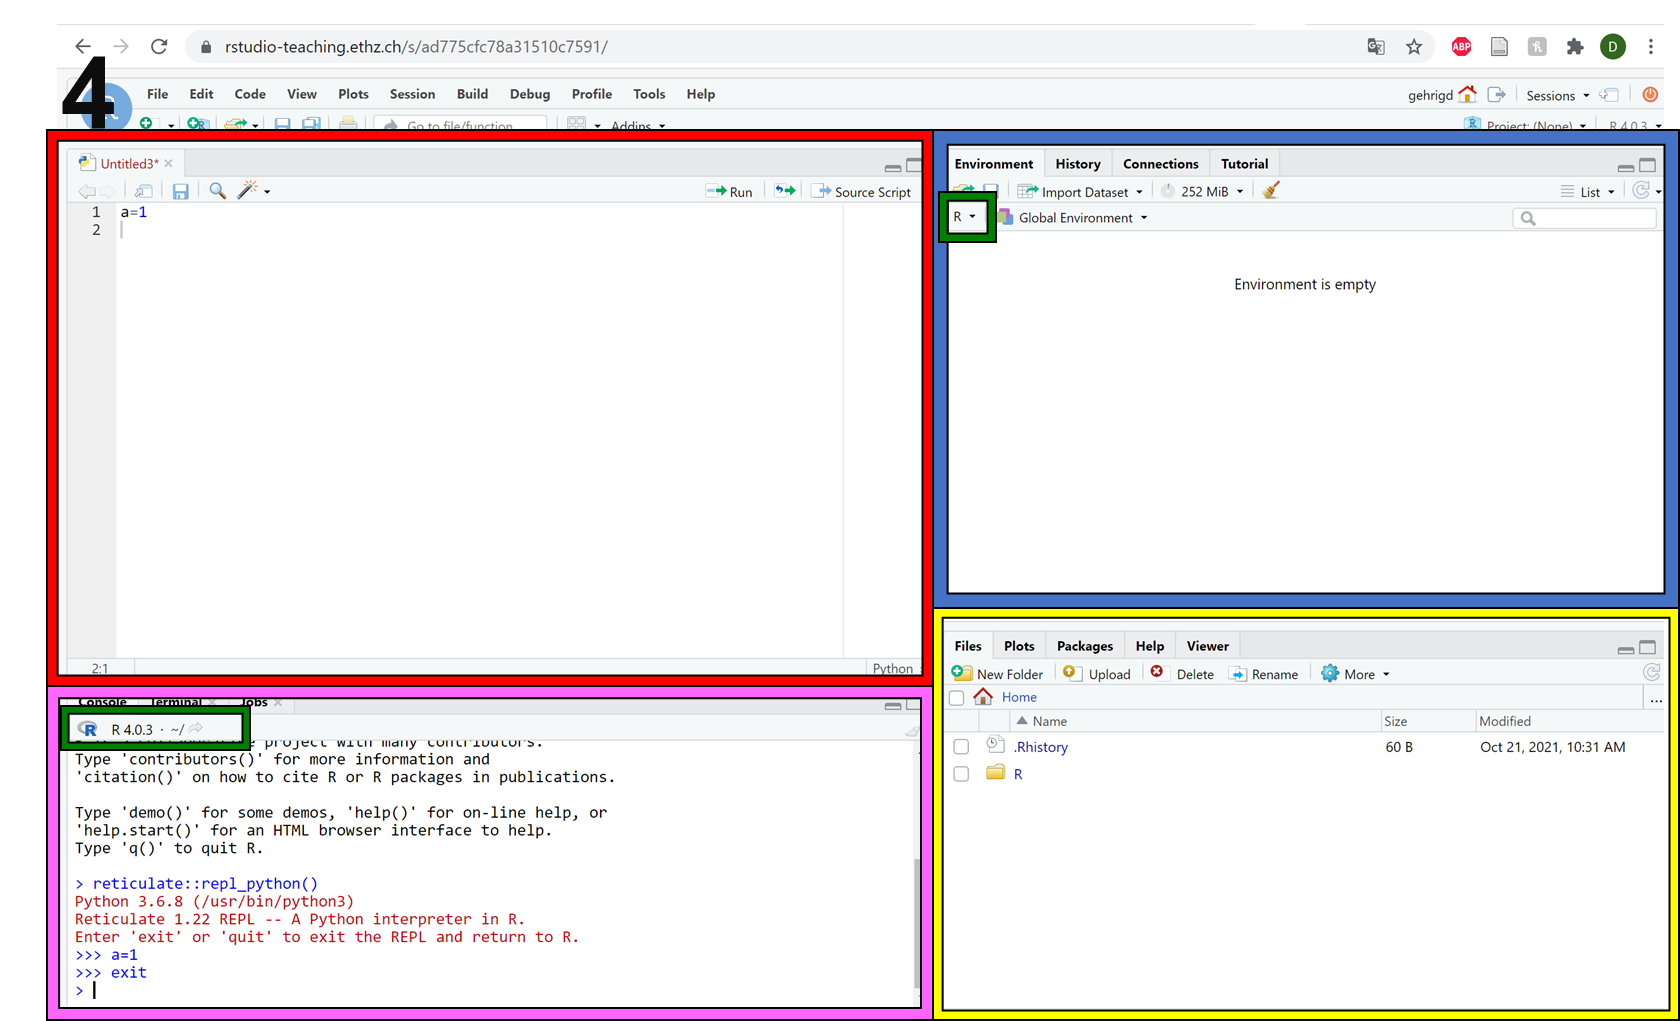 rstudio-teaching.ethz.ch/s/ad775cfc78a31510c7591/
ABP
D
4
File Edit Code View Plots Session Build Debug Profile Tools Help
gehrigd Sessions
Go to file/function Addins
Project: (None) R 4.0.3
Untitled3*
Run Source Script
1 a=1
2
2:1 Python
Environment History Connections Tutorial
Import Dataset 252 MiB List
R Global Environment
Environment is empty
Console Terminal Jobs
R R 4.0.3 · ~/
project with many contributors.
Type 'contributors()' for more information and
'citation()' on how to cite R or R packages in publications.
Type 'demo()' for some demos, 'help()' for on-line help, or
'help.start()' for an HTML browser interface to help.
Type 'q()' to quit R.
> reticulate::repl_python()
Python 3.6.8 (/usr/bin/python3)
Reticulate 1.22 REPL -- A Python interpreter in R.
Enter 'exit' or 'quit' to exit the REPL and return to R.
>>> a=1
>>> exit
>
Files Plots Packages Help Viewer
New Folder Upload Delete Rename More
Home ...
Name Size Modified
.Rhistory 60 B Oct 21, 2021, 10:31 AM
R